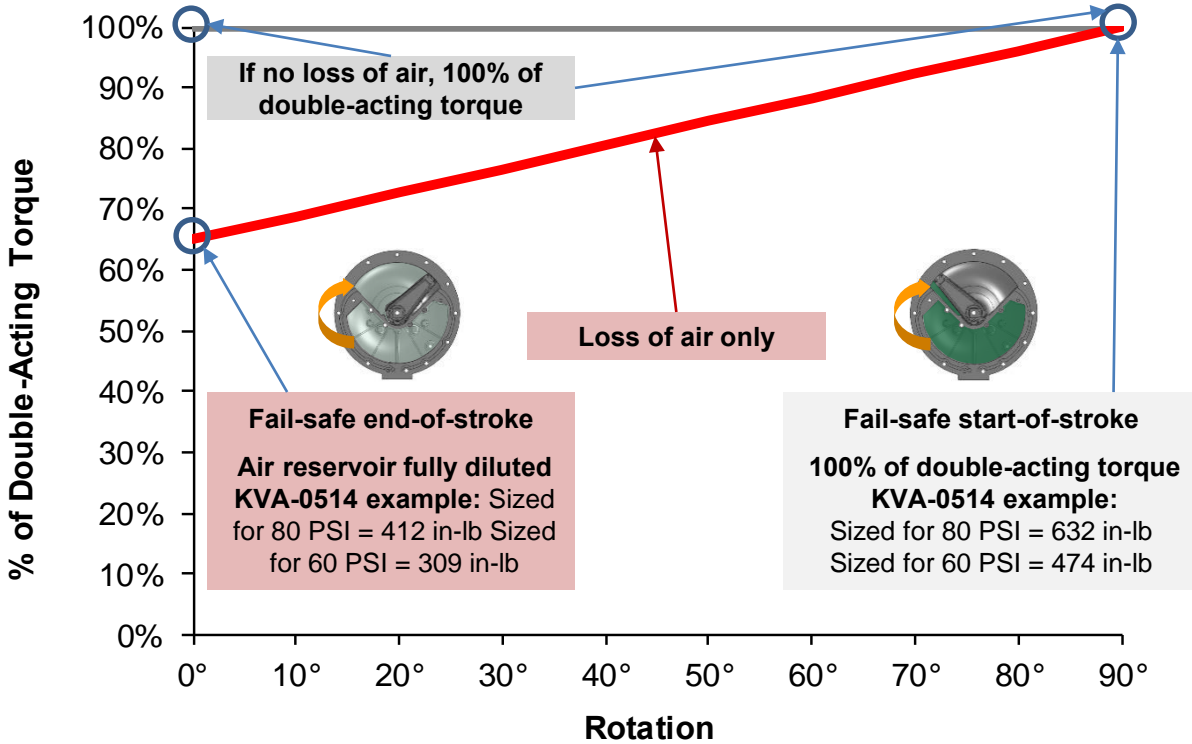 % of Double-Acting Torque
100%
90%
80%
70%
60%
50%
40%
30%
20%
10%
0%
If no loss of air, 100% of
double-acting torque
Loss of air only
Fail-safe end-of-stroke
Air reservoir fully diluted
KVA-0514 example: Sized
for 80 PSI = 412 in-lb Sized
for 60 PSI = 309 in-lb
Fail-safe start-of-stroke
100% of double-acting torque
KVA-0514 example:
Sized for 80 PSI = 632 in-lb
Sized for 60 PSI = 474 in-lb
0° 10° 20° 30° 40° 50° 60° 70° 80° 90°
Rotation